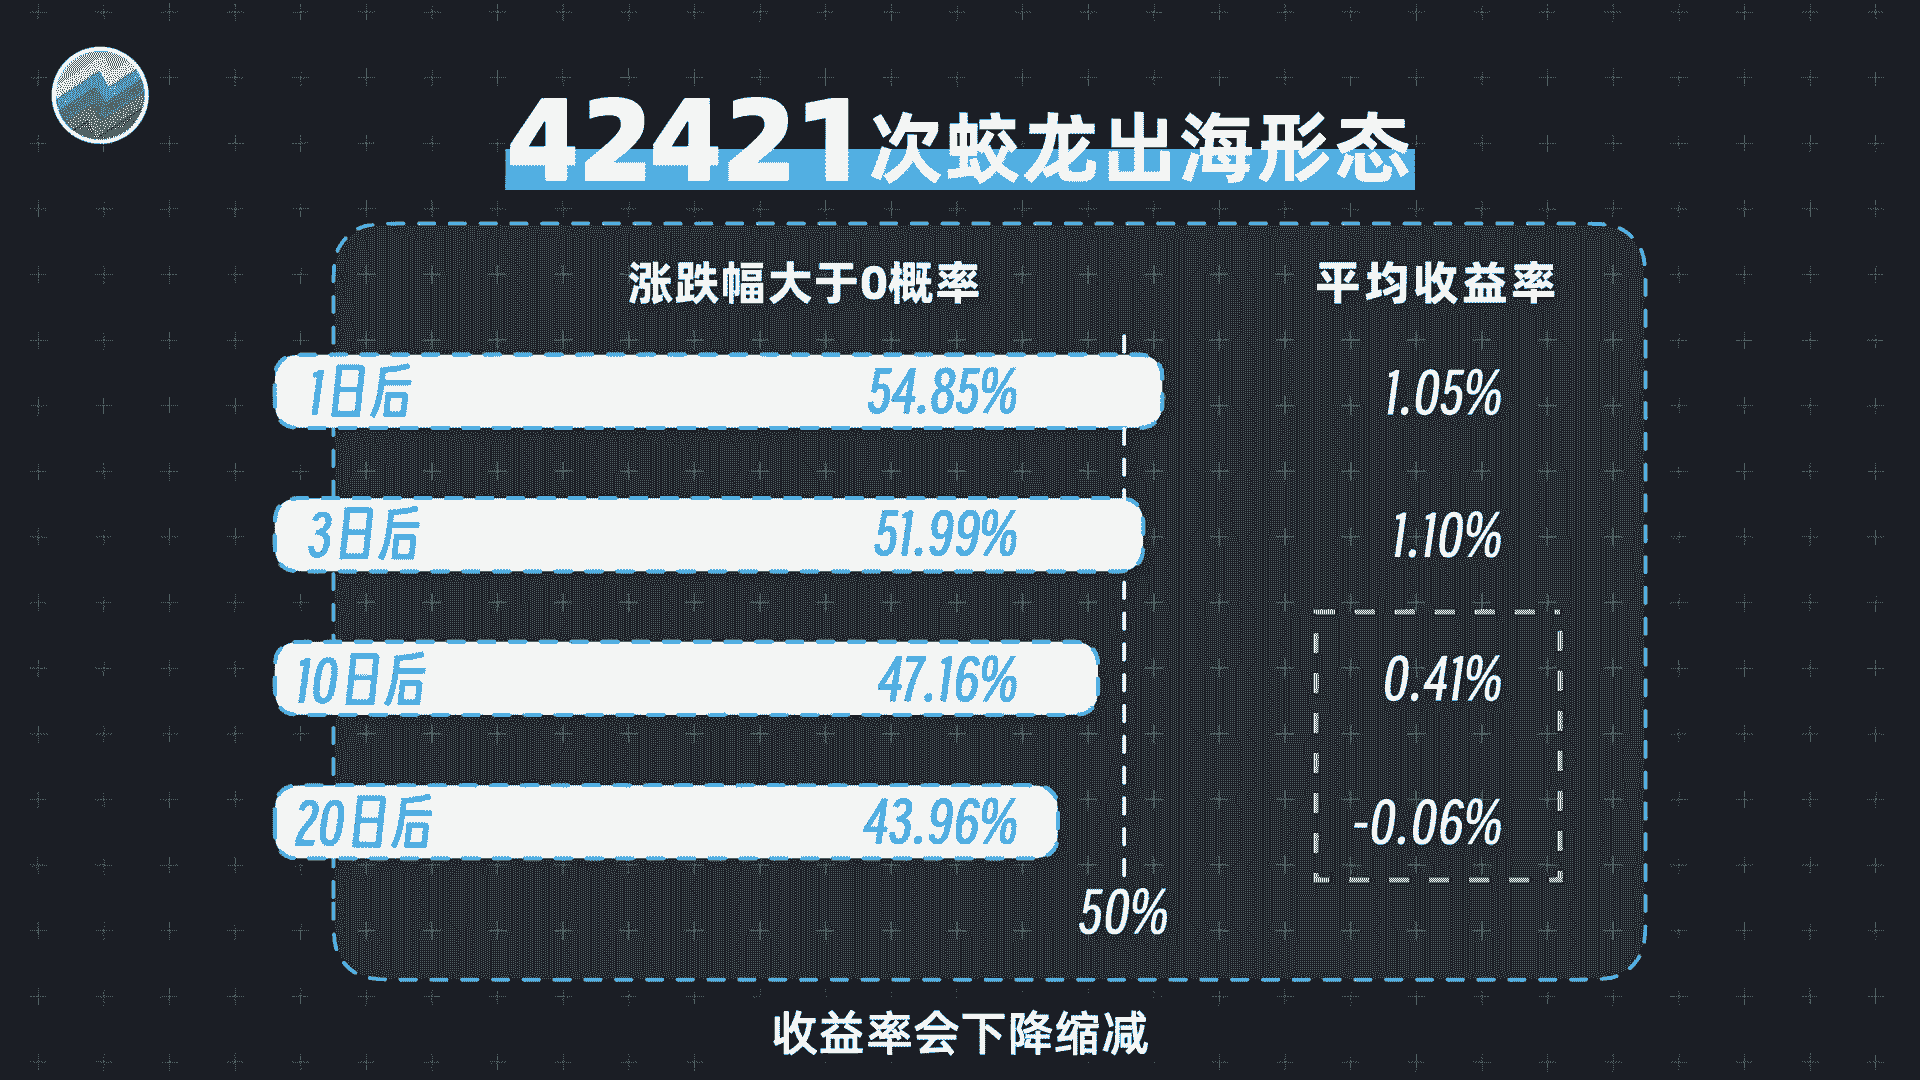 42421次蛟龙出海形态
涨跌幅大于0概率 平均收益率
1日后 54.85% 1.05%
3日后 51.99% 1.10%
10日后 47.16% 0.41%
20日后 43.96% -0.06%
50%
收益率会下降缩减